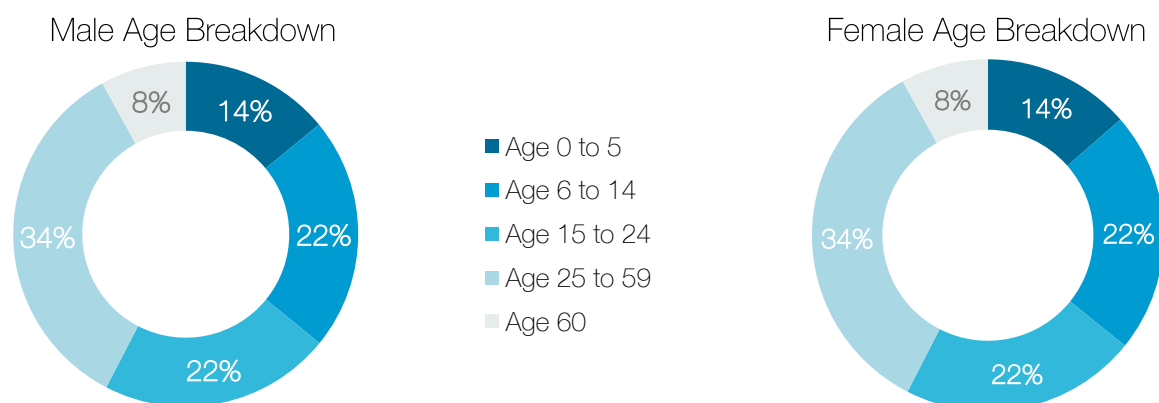 Male Age Breakdown
8%
14%
34%
22%
22%
Age 0 to 5
Age 6 to 14
Age 15 to 24
Age 25 to 59
Age 60
Female Age Breakdown
8%
14%
34%
22%
22%